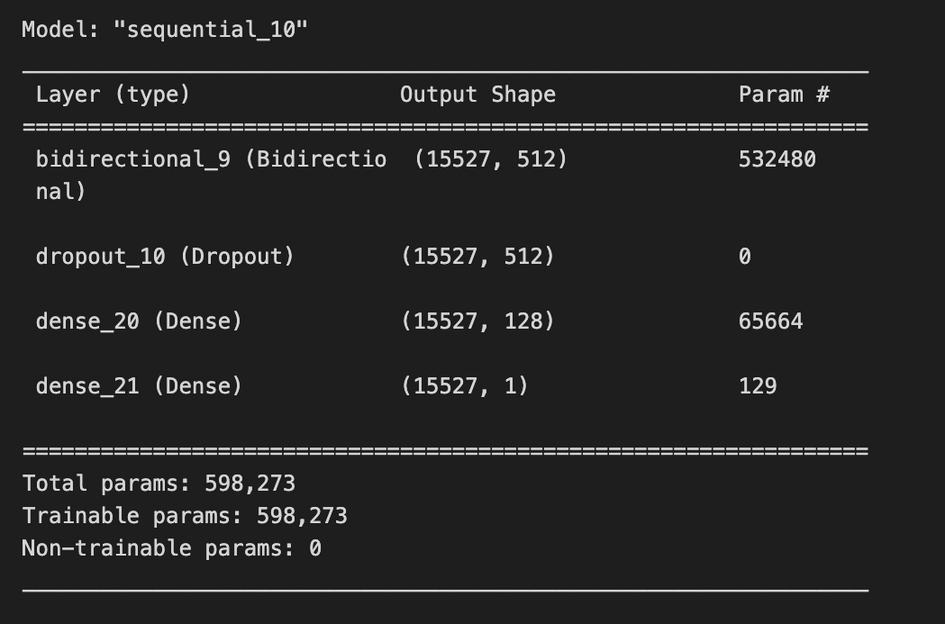 Model: "sequential_10"
Layer (type) Output Shape Param #
bidirectional_9 (Bidirectio (15527, 512) 532480
nal)
dropout_10 (Dropout) (15527, 512) 0
dense_20 (Dense) (15527, 128) 65664
dense_21 (Dense) (15527, 1) 129
Total params: 598,273
Trainable params: 598,273
Non-trainable params: 0